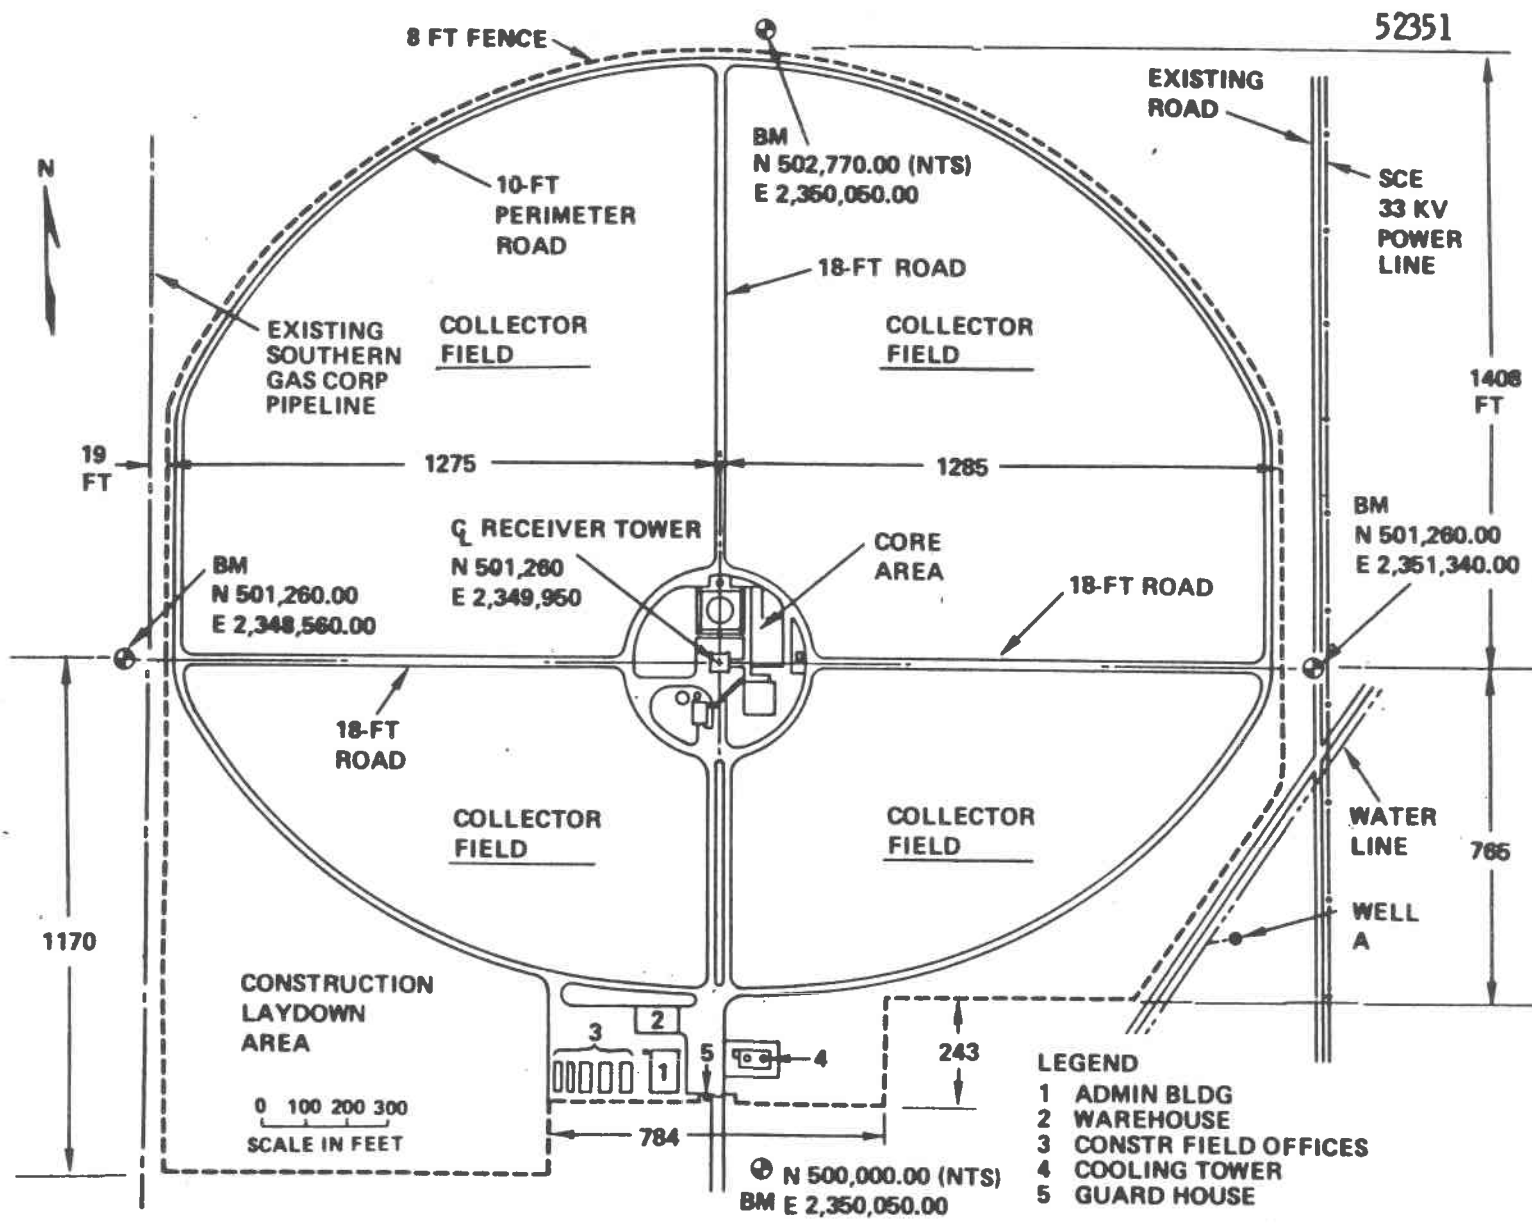 52351
8 FT FENCE
EXISTING
ROAD
BM
N 502,770.00 (NTS)
E 2,350,050.00
N
10-FT
PERIMETER
ROAD
SCE
33 KV
POWER
LINE
18-FT ROAD
EXISTING
SOUTHERN
GAS CORP
PIPELINE
COLLECTOR
FIELD
COLLECTOR
FIELD
1408
FT
19
FT
1275
1285
BM
N 501,260.00
E 2,351,340.00
℄ RECEIVER TOWER
N 501,260
E 2,349,950
CORE
AREA
BM
N 501,260.00
E 2,348,560.00
18-FT ROAD
18-FT
ROAD
COLLECTOR
FIELD
COLLECTOR
FIELD
WATER
LINE
765
1170
WELL
A
CONSTRUCTION
LAYDOWN
AREA
2
3
1
5
4
243
0 100 200 300
SCALE IN FEET
784
LEGEND
1 ADMIN BLDG
2 WAREHOUSE
3 CONSTR FIELD OFFICES
4 COOLING TOWER
5 GUARD HOUSE
N 500,000.00 (NTS)
BM E 2,350,050.00